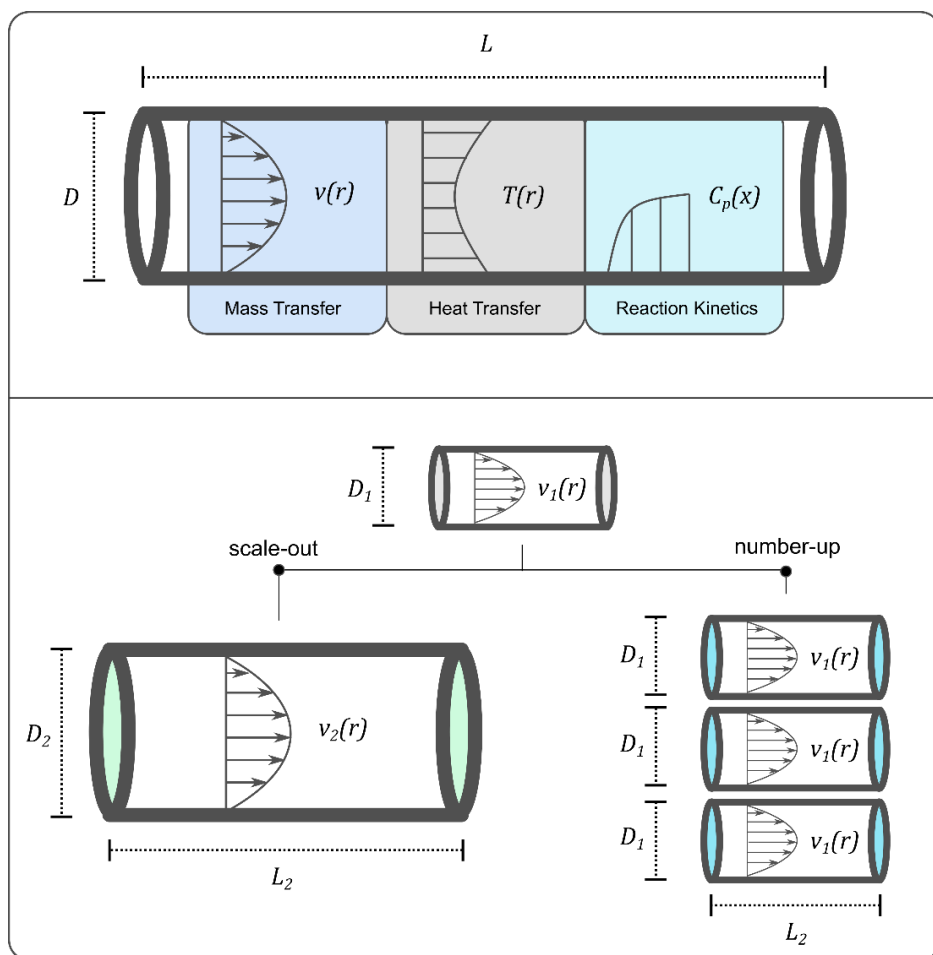 L
D
v(r)
T(r)
C_p(x)
Mass Transfer
Heat Transfer
Reaction Kinetics
D_1
v_1(r)
scale-out
number-up
D_2
v_2(r)
L_2
D_1
v_1(r)
D_1
v_1(r)
D_1
v_1(r)
L_2